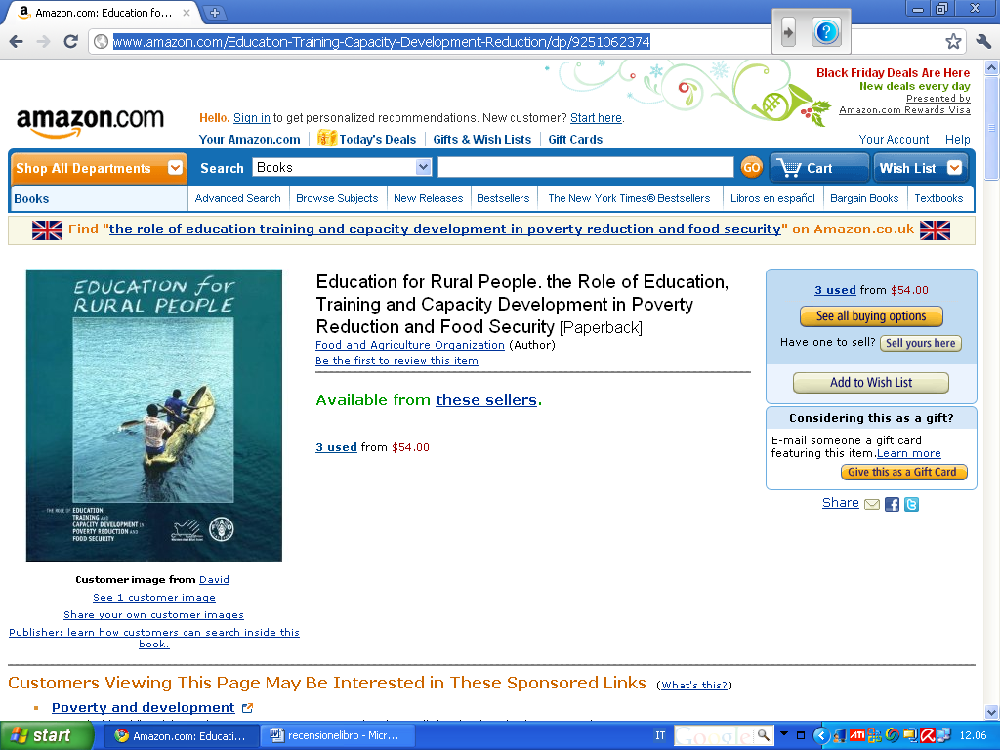 Amazon.com: Education fo...
www.amazon.com/Education-Training-Capacity-Development-Reduction/dp/9251062374
Black Friday Deals Are Here
New deals every day
Presented by
Amazon.com Rewards Visa
amazon.com
Hello. Sign in to get personalized recommendations. New customer? Start here.
Your Amazon.com Today's Deals Gifts & Wish Lists Gift Cards Your Account Help
Shop All Departments Search Books GO Cart Wish List
Books Advanced Search Browse Subjects New Releases Bestsellers The New York Times® Bestsellers Libros en español Bargain Books Textbooks
Find "the role of education training and capacity development in poverty reduction and food security" on Amazon.co.uk
EDUCATION for
RURAL PEOPLE
THE ROLE OF EDUCATION,
TRAINING AND
CAPACITY DEVELOPMENT IN
POVERTY REDUCTION AND
FOOD SECURITY
Customer image from David
See 1 customer image
Share your own customer images
Publisher: learn how customers can search inside this
book.
Education for Rural People. the Role of Education,
Training and Capacity Development in Poverty
Reduction and Food Security [Paperback]
Food and Agriculture Organization (Author)
Be the first to review this item
Available from these sellers.
3 used from $54.00
3 used from $54.00
See all buying options
Have one to sell? Sell yours here
Add to Wish List
Considering this as a gift?
E-mail someone a gift card
featuring this item.Learn more
Give this as a Gift Card
Share
Customers Viewing This Page May Be Interested in These Sponsored Links (What's this?)
Poverty and development
start Amazon.com: Educati... recensionelibro - Micr... IT Google ATI 12.06